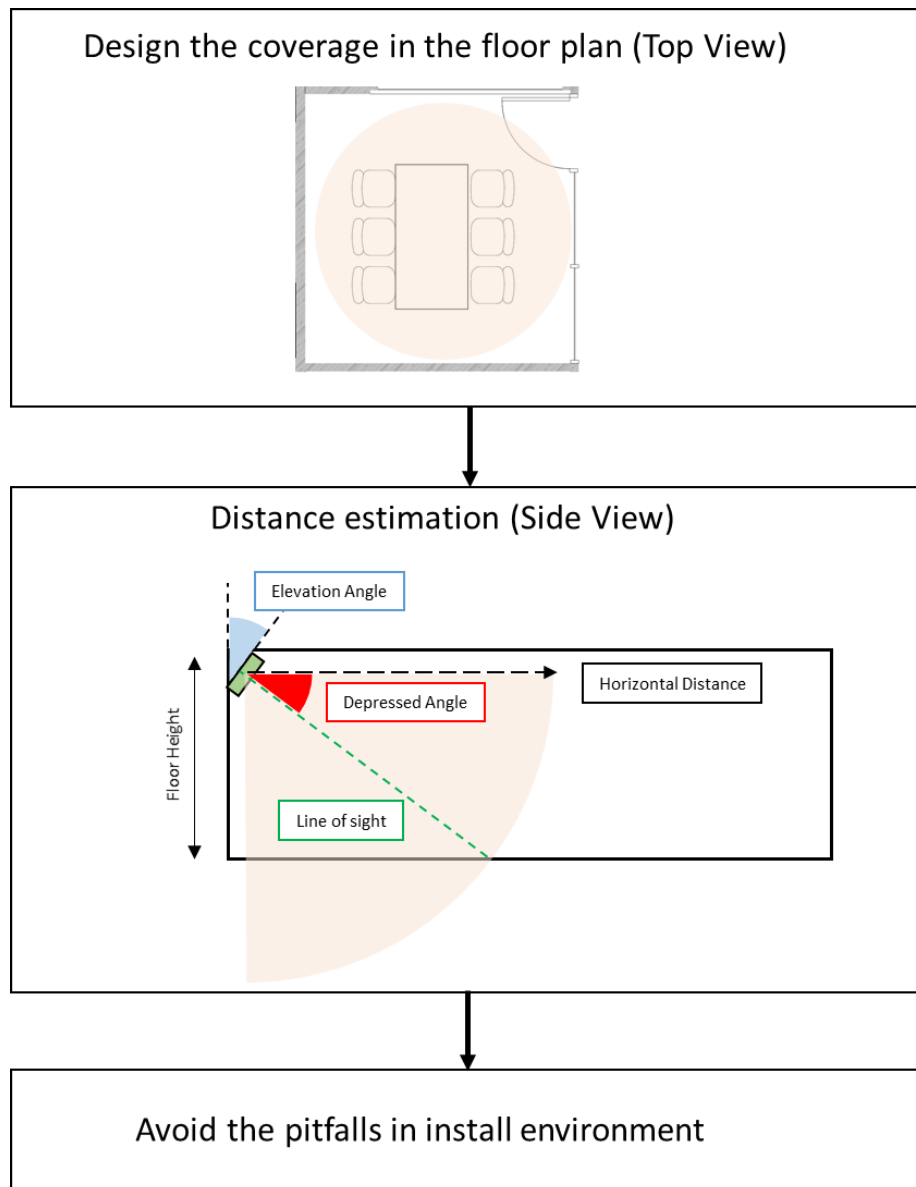 Design the coverage in the floor plan (Top View)
Distance estimation (Side View)
Elevation Angle
Horizontal Distance
Depressed Angle
Floor Height
Line of sight
Avoid the pitfalls in install environment